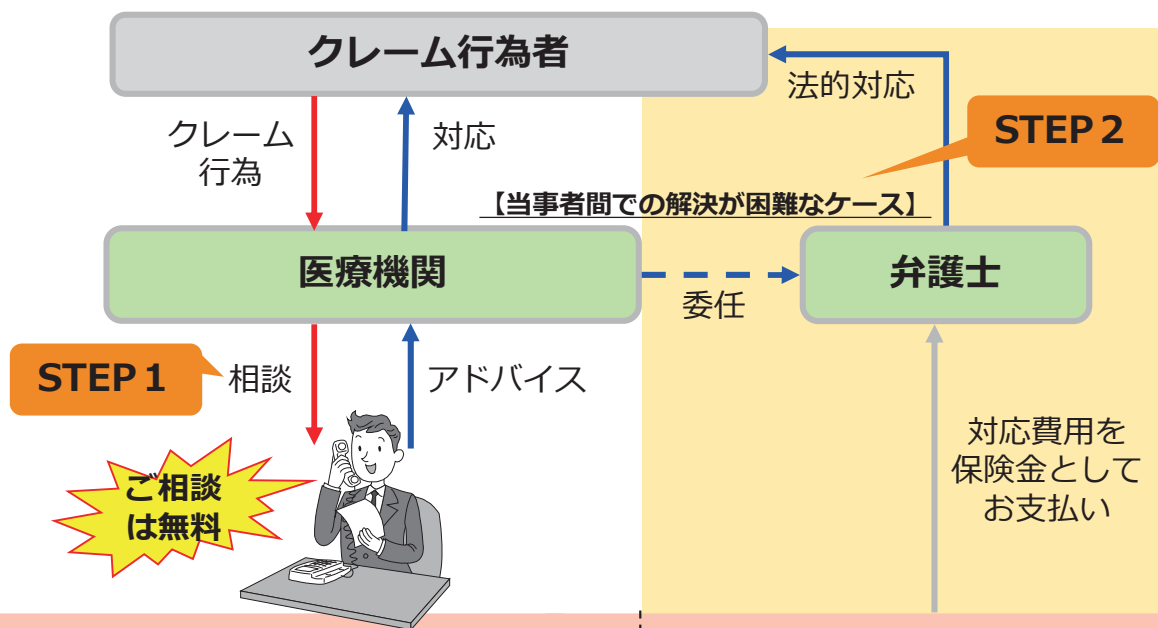 クレーム行為者
法的対応
STEP 2
クレーム
行為
対応
【当事者間での解決が困難なケース】
医療機関
委任
弁護士
STEP 1
相談
アドバイス
ご相談
は無料
対応費用を
保険金として
お支払い